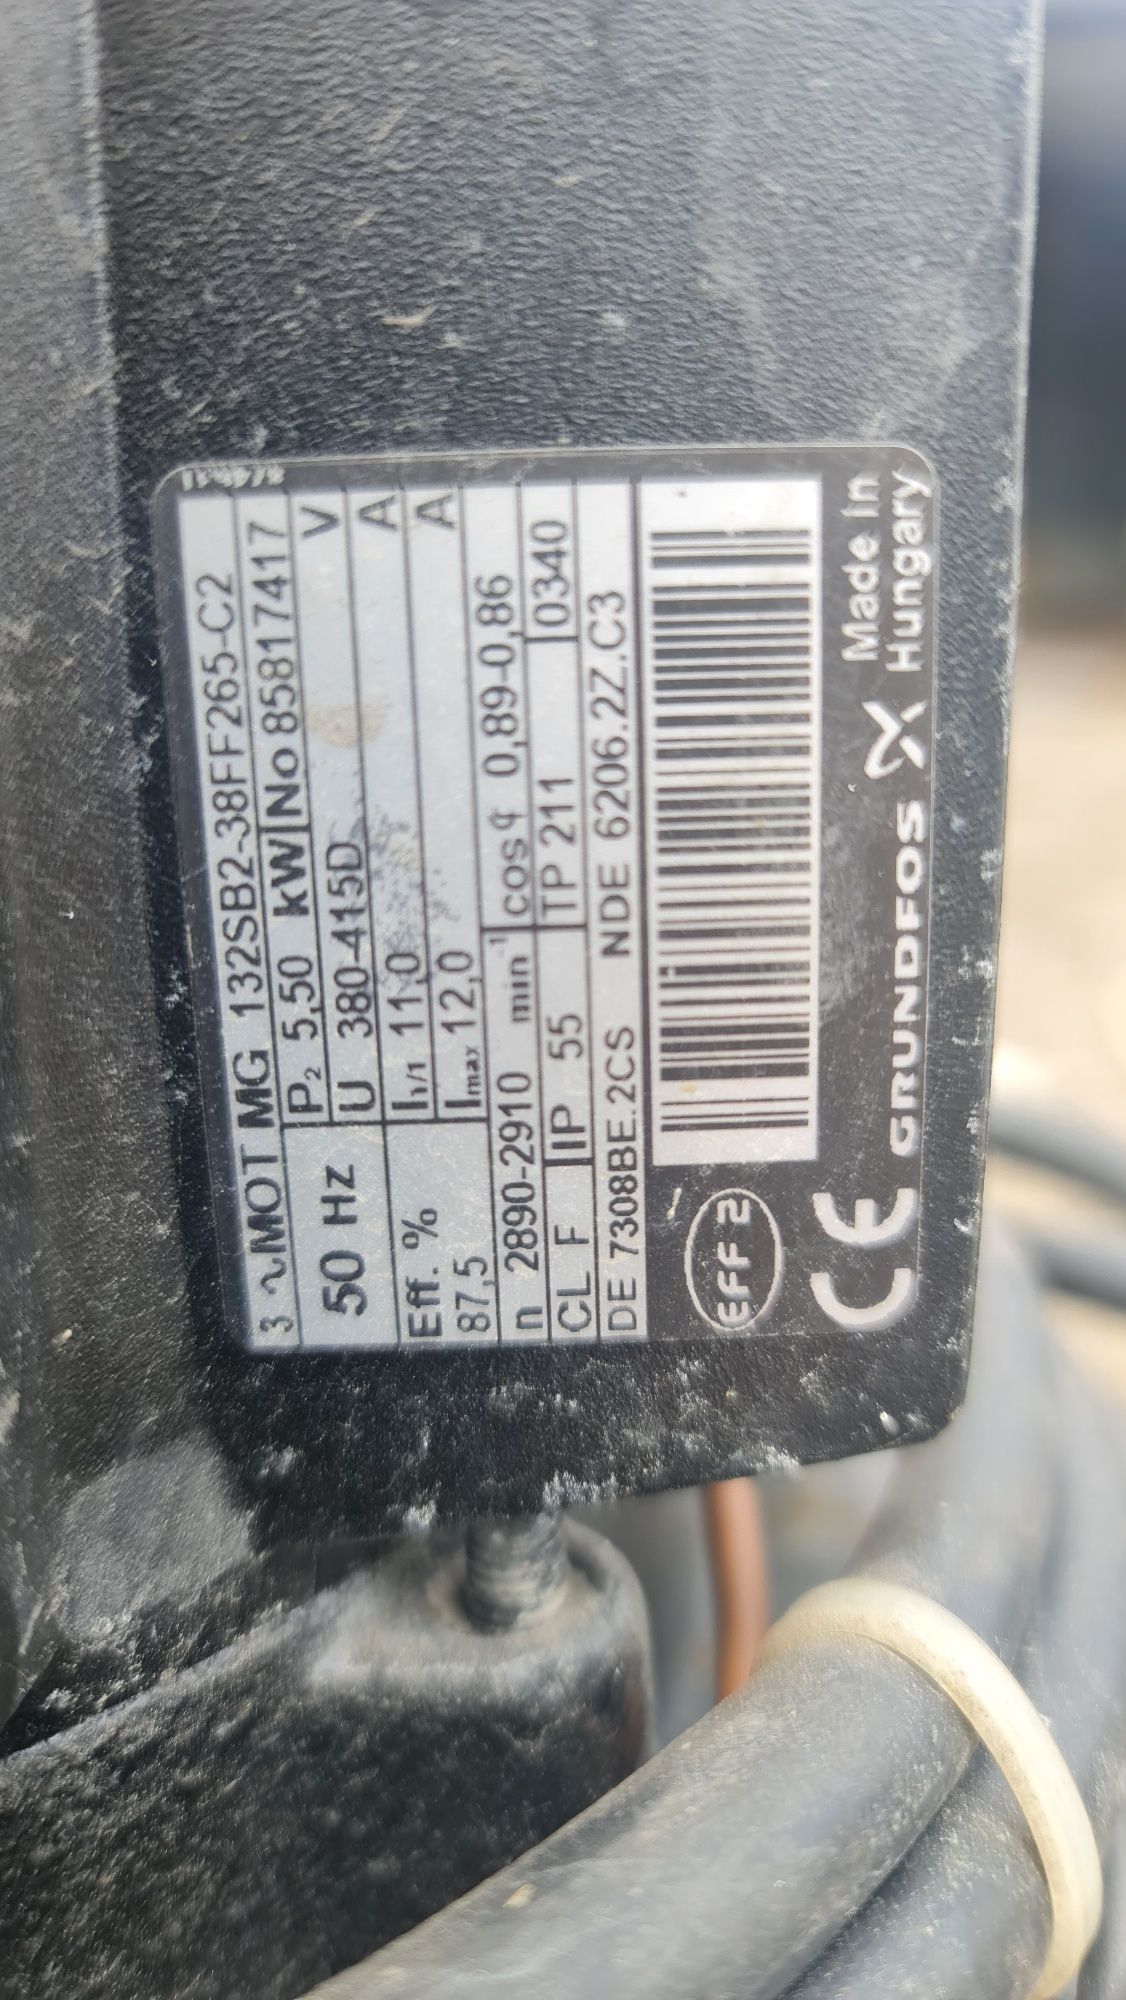 3 ~ MOT MG 132SB2-38FF265-C2
50 Hz P₂ 5,50 kW No 85817417
U 380-415D V
Eff. % I₁/₁ 11,0 A
87,5 Imax 12,0 A
n 2890-2910 min⁻¹ cos φ 0,89-0,86
CL F IP 55 TP 211 0340
DE 7308BE.2CS NDE 6206.2Z.C3
EFF 2
CE GRUNDFOS Made in
Hungary